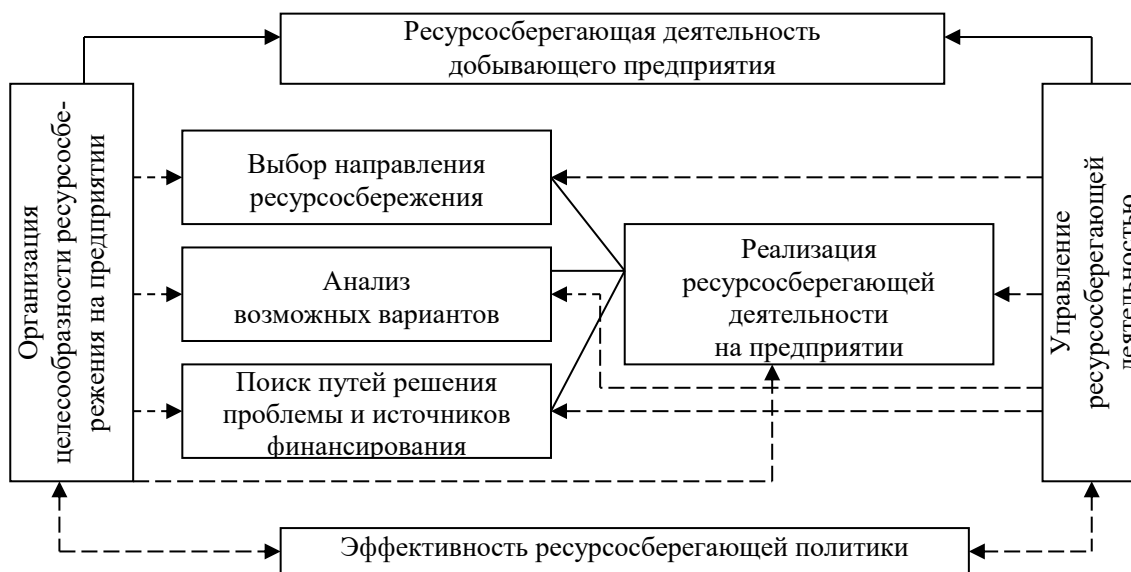 Ресурсосберегающая деятельность
добывающего предприятия
Организация
целесообразности ресурсосбе-
режения на предприятии
Выбор направления
ресурсосбережения
Анализ
возможных вариантов
Поиск путей решения
проблемы и источников
финансирования
Реализация
ресурсосберегающей
деятельности
на предприятии
Управление
ресурсосберегающей
деятельностью
Эффективность ресурсосберегающей политики